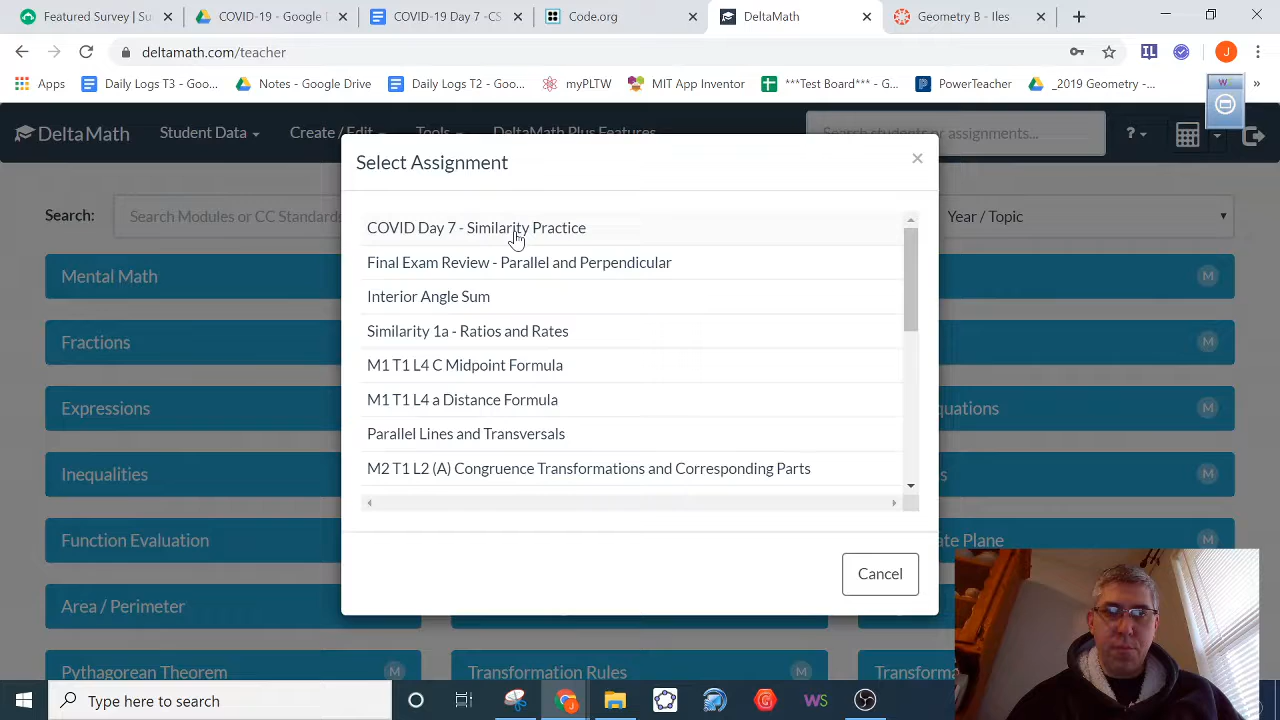 Featured Survey | Su
COVID-19 - Google D
COVID-19 Day 7 -CS
Code.org
DeltaMath
Geometry B - Iles
deltamath.com/teacher
Apps
Daily Logs T3 - Goo...
Notes - Google Drive
Daily Logs T2 - Goo...
myPLTW
MIT App Inventor
***Test Board*** - G...
PowerTeacher
_2019 Geometry -...
DeltaMath
Student Data
Create / Edit
Tools
DeltaMath Plus Features
Search students or assignments...
?
Select Assignment
×
Search:
Search Modules or CC Standards
Year / Topic
COVID Day 7 - Similarity Practice
Final Exam Review - Parallel and Perpendicular
Interior Angle Sum
Similarity 1a - Ratios and Rates
M1 T1 L4 C Midpoint Formula
M1 T1 L4 a Distance Formula
Parallel Lines and Transversals
M2 T1 L2 (A) Congruence Transformations and Corresponding Parts
Cancel
Mental Math
M
Fractions
M
Expressions
M
Inequalities
M
Function Evaluation
M
Area / Perimeter
Pythagorean Theorem
M
Transformation Rules
M
Type here to search
WS